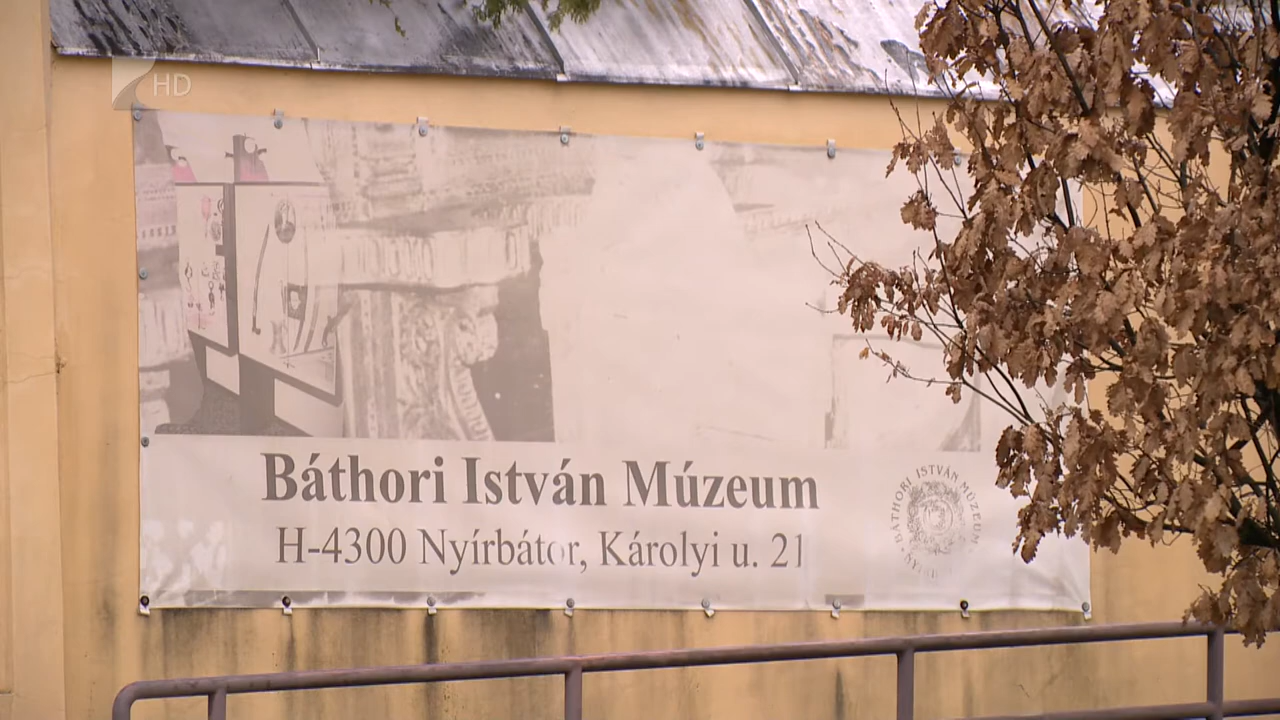 HD
Báthori István Múzeum
H-4300 Nyírbátor, Károlyi u. 21
BÁTHORI ISTVÁN MÚZEUM